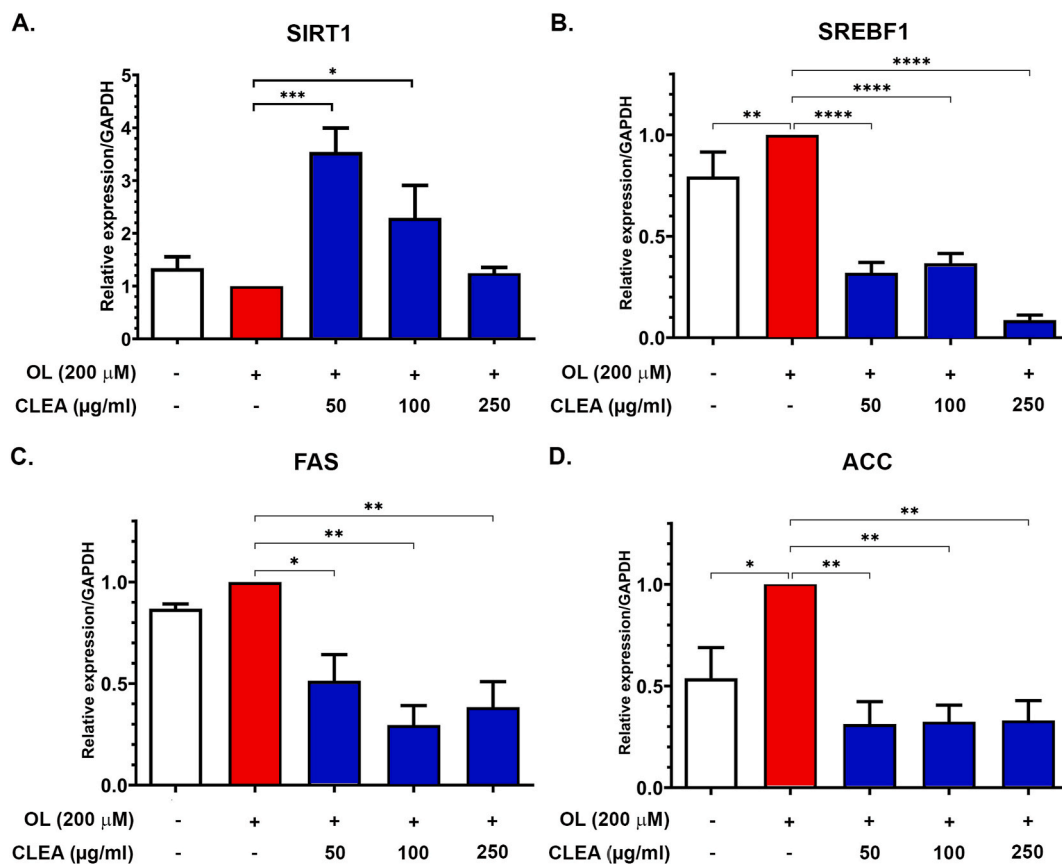 A.
SIRT1
Relative expression/GAPDH
5
4
3
2
1
0
*
***
OL (200 μM) - + + + +
CLEA (µg/ml) - - 50 100 250
B.
SREBF1
Relative expression/GAPDH
1.0
0.5
0.0
****
****
** ****
OL (200 μM) - + + + +
CLEA (µg/ml) - - 50 100 250
C.
FAS
Relative expression/GAPDH
1.0
0.5
0.0
**
**
*
OL (200 μM) - + + + +
CLEA (µg/ml) - - 50 100 250
D.
ACC
Relative expression/GAPDH
1.0
0.5
0.0
**
**
* **
OL (200 μM) - + + + +
CLEA (µg/ml) - - 50 100 250